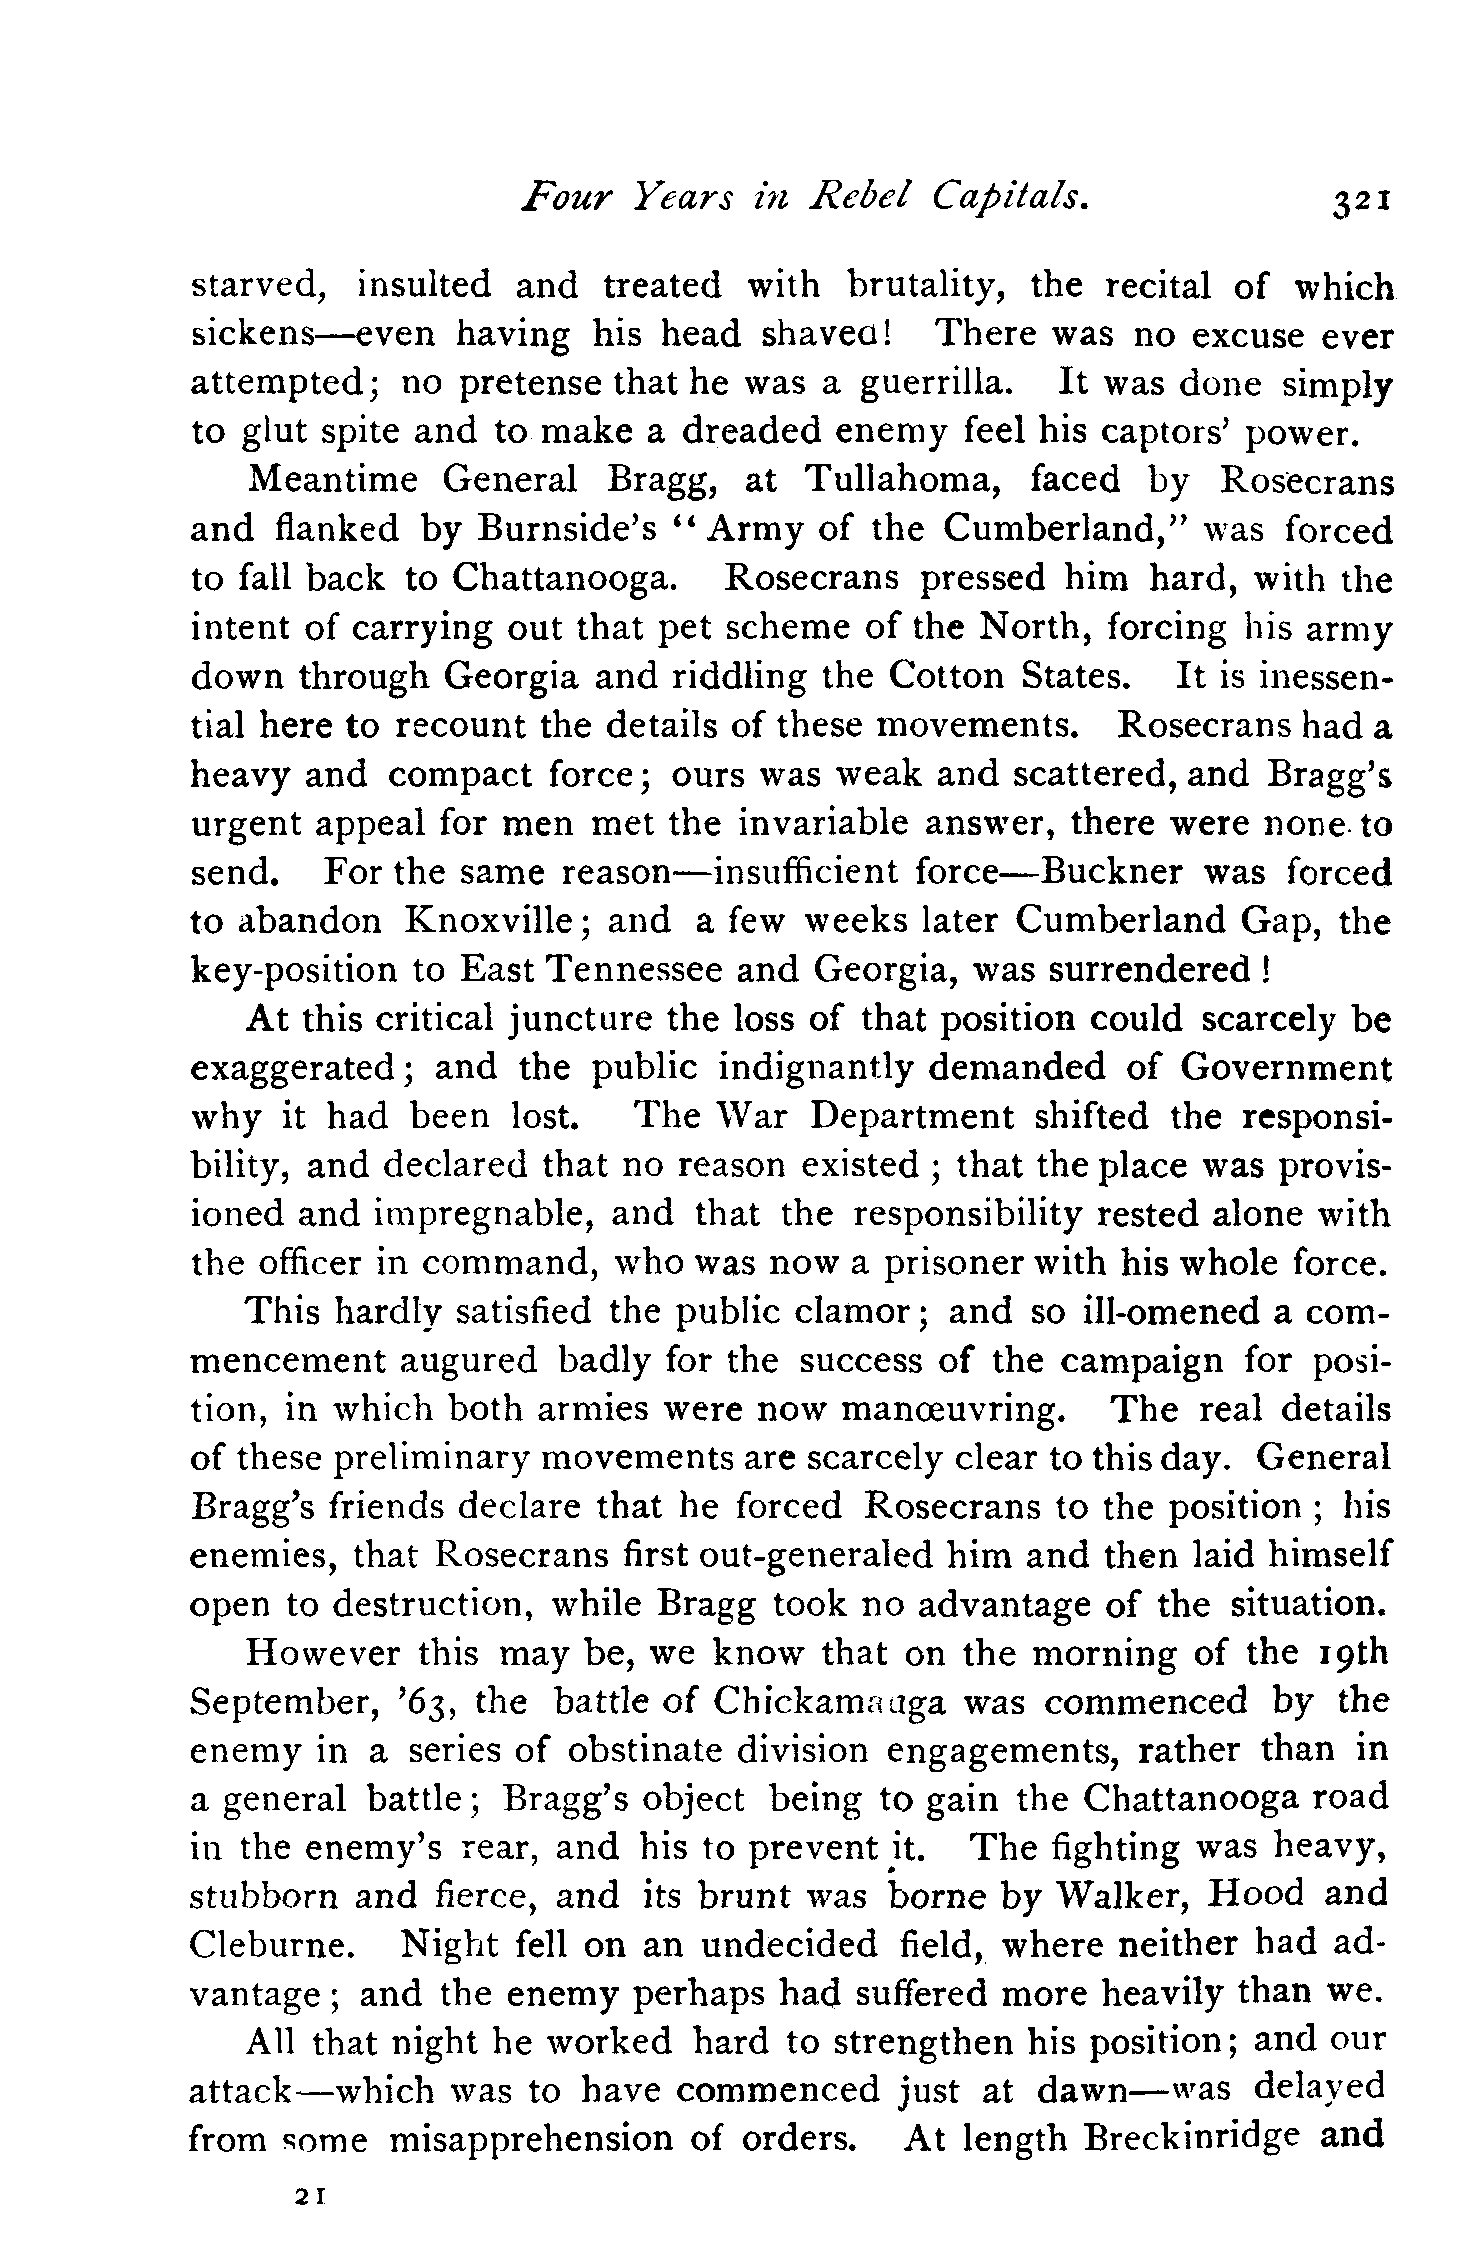 Four Years in Rebel Capitals. 321
starved, insulted and treated with brutality, the recital of which
sickens—even having his head shaved! There was no excuse ever
attempted; no pretense that he was a guerrilla. It was done simply
to glut spite and to make a dreaded enemy feel his captors' power.
Meantime General Bragg, at Tullahoma, faced by Rosecrans
and flanked by Burnside's "Army of the Cumberland," was forced
to fall back to Chattanooga. Rosecrans pressed him hard, with the
intent of carrying out that pet scheme of the North, forcing his army
down through Georgia and riddling the Cotton States. It is inessen-
tial here to recount the details of these movements. Rosecrans had a
heavy and compact force; ours was weak and scattered, and Bragg's
urgent appeal for men met the invariable answer, there were none to
send. For the same reason—insufficient force—Buckner was forced
to abandon Knoxville; and a few weeks later Cumberland Gap, the
key-position to East Tennessee and Georgia, was surrendered!
At this critical juncture the loss of that position could scarcely be
exaggerated; and the public indignantly demanded of Government
why it had been lost. The War Department shifted the responsi-
bility, and declared that no reason existed; that the place was provis-
ioned and impregnable, and that the responsibility rested alone with
the officer in command, who was now a prisoner with his whole force.
This hardly satisfied the public clamor; and so ill-omened a com-
mencement augured badly for the success of the campaign for posi-
tion, in which both armies were now manœuvring. The real details
of these preliminary movements are scarcely clear to this day. General
Bragg's friends declare that he forced Rosecrans to the position; his
enemies, that Rosecrans first out-generaled him and then laid himself
open to destruction, while Bragg took no advantage of the situation.
However this may be, we know that on the morning of the 19th
September, '63, the battle of Chickamauga was commenced by the
enemy in a series of obstinate division engagements, rather than in
a general battle; Bragg's object being to gain the Chattanooga road
in the enemy's rear, and his to prevent it. The fighting was heavy,
stubborn and fierce, and its brunt was borne by Walker, Hood and
Cleburne. Night fell on an undecided field, where neither had ad-
vantage; and the enemy perhaps had suffered more heavily than we.
All that night he worked hard to strengthen his position; and our
attack—which was to have commenced just at dawn—was delayed
from some misapprehension of orders. At length Breckinridge and
21